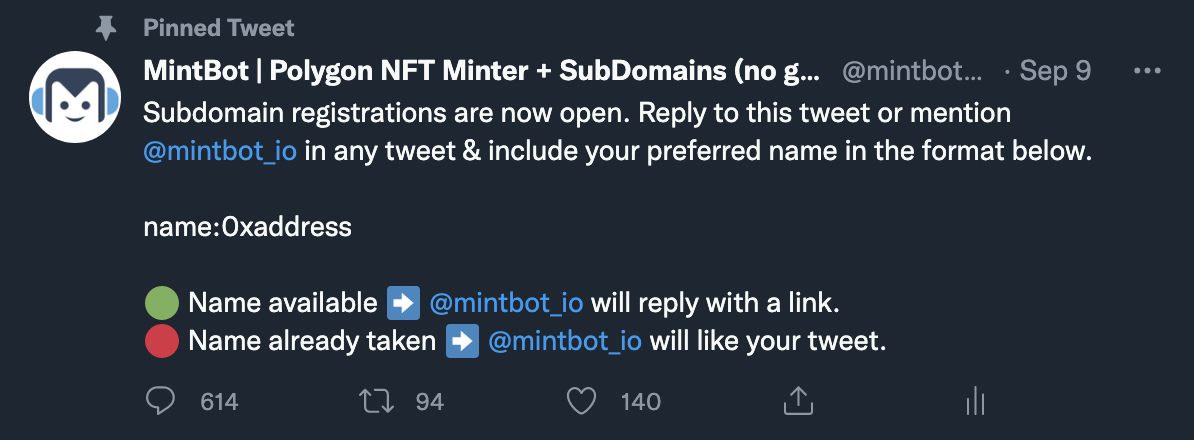 Pinned Tweet
MintBot | Polygon NFT Minter + SubDomains (no g... @mintbot... · Sep 9
Subdomain registrations are now open. Reply to this tweet or mention
@mintbot_io in any tweet & include your preferred name in the format below.
name:0xaddress
🟢 Name available ➡️ @mintbot_io will reply with a link.
🔴 Name already taken ➡️ @mintbot_io will like your tweet.
614 94 140